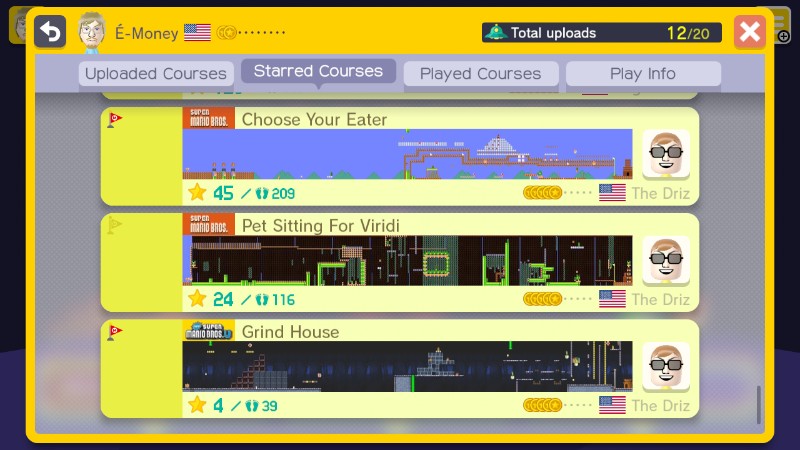 É-Money
Total uploads 12/20
Uploaded Courses
Starred Courses
Played Courses
Play Info
SUPER MARIO BROS.
Choose Your Eater
45 / 209
The Driz
SUPER MARIO BROS.
Pet Sitting For Viridi
24 / 116
The Driz
NEW SUPER MARIO BROS. U
Grind House
4 / 39
The Driz